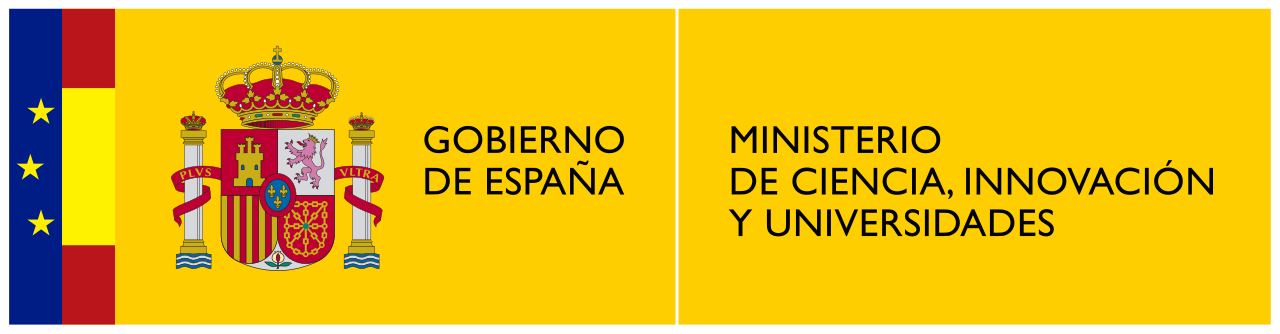 PLVS
VLTRA
GOBIERNO
DE ESPAÑA
MINISTERIO
DE CIENCIA, INNOVACIÓN
Y UNIVERSIDADES